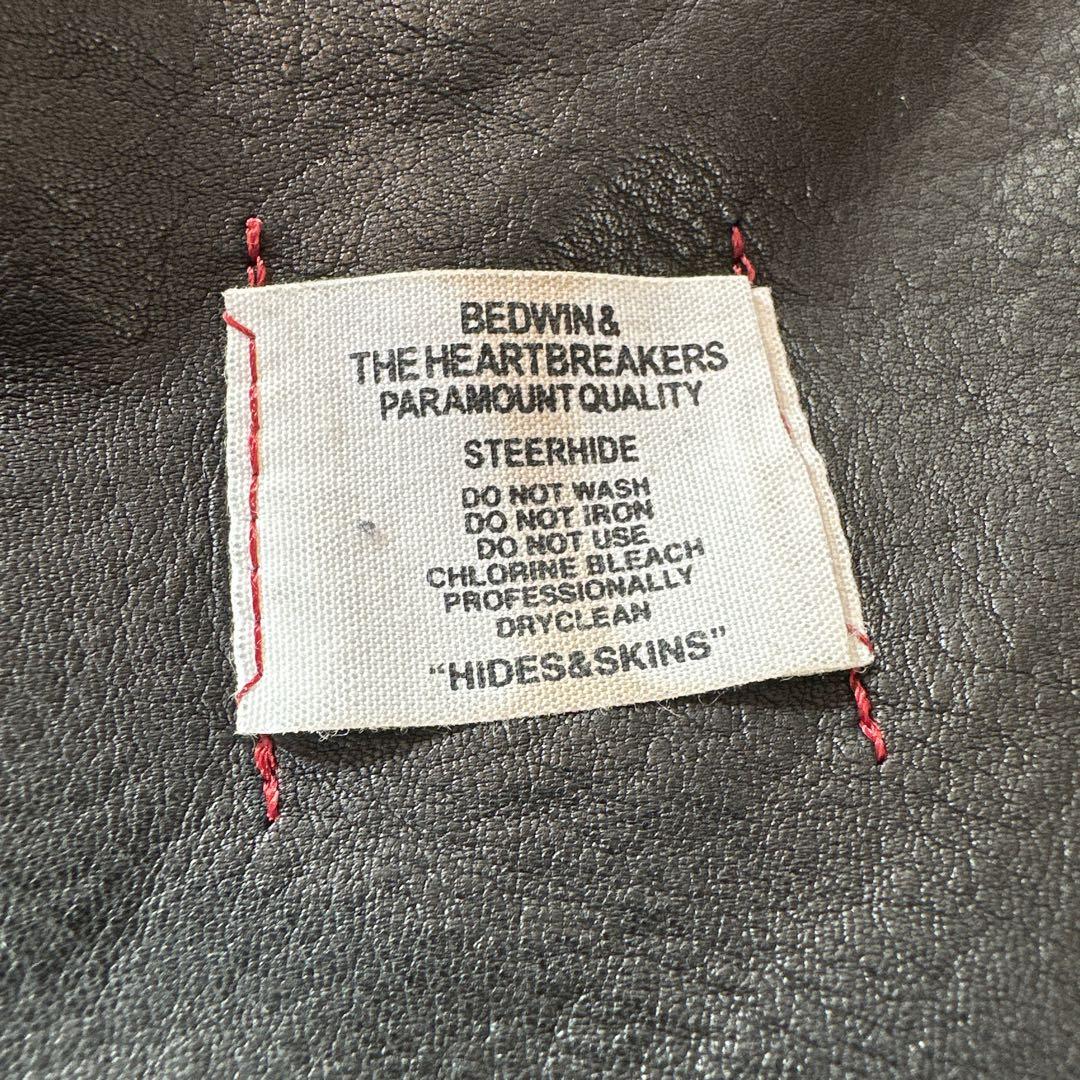 BEDWIN&
THE HEARTBREAKERS
PARAMOUNT QUALITY
STEERHIDE
DO NOT WASH
DO NOT IRON
DO NOT USE
CHLORINE BLEACH
PROFESSIONALLY
DRYCLEAN
"HIDES&SKINS"